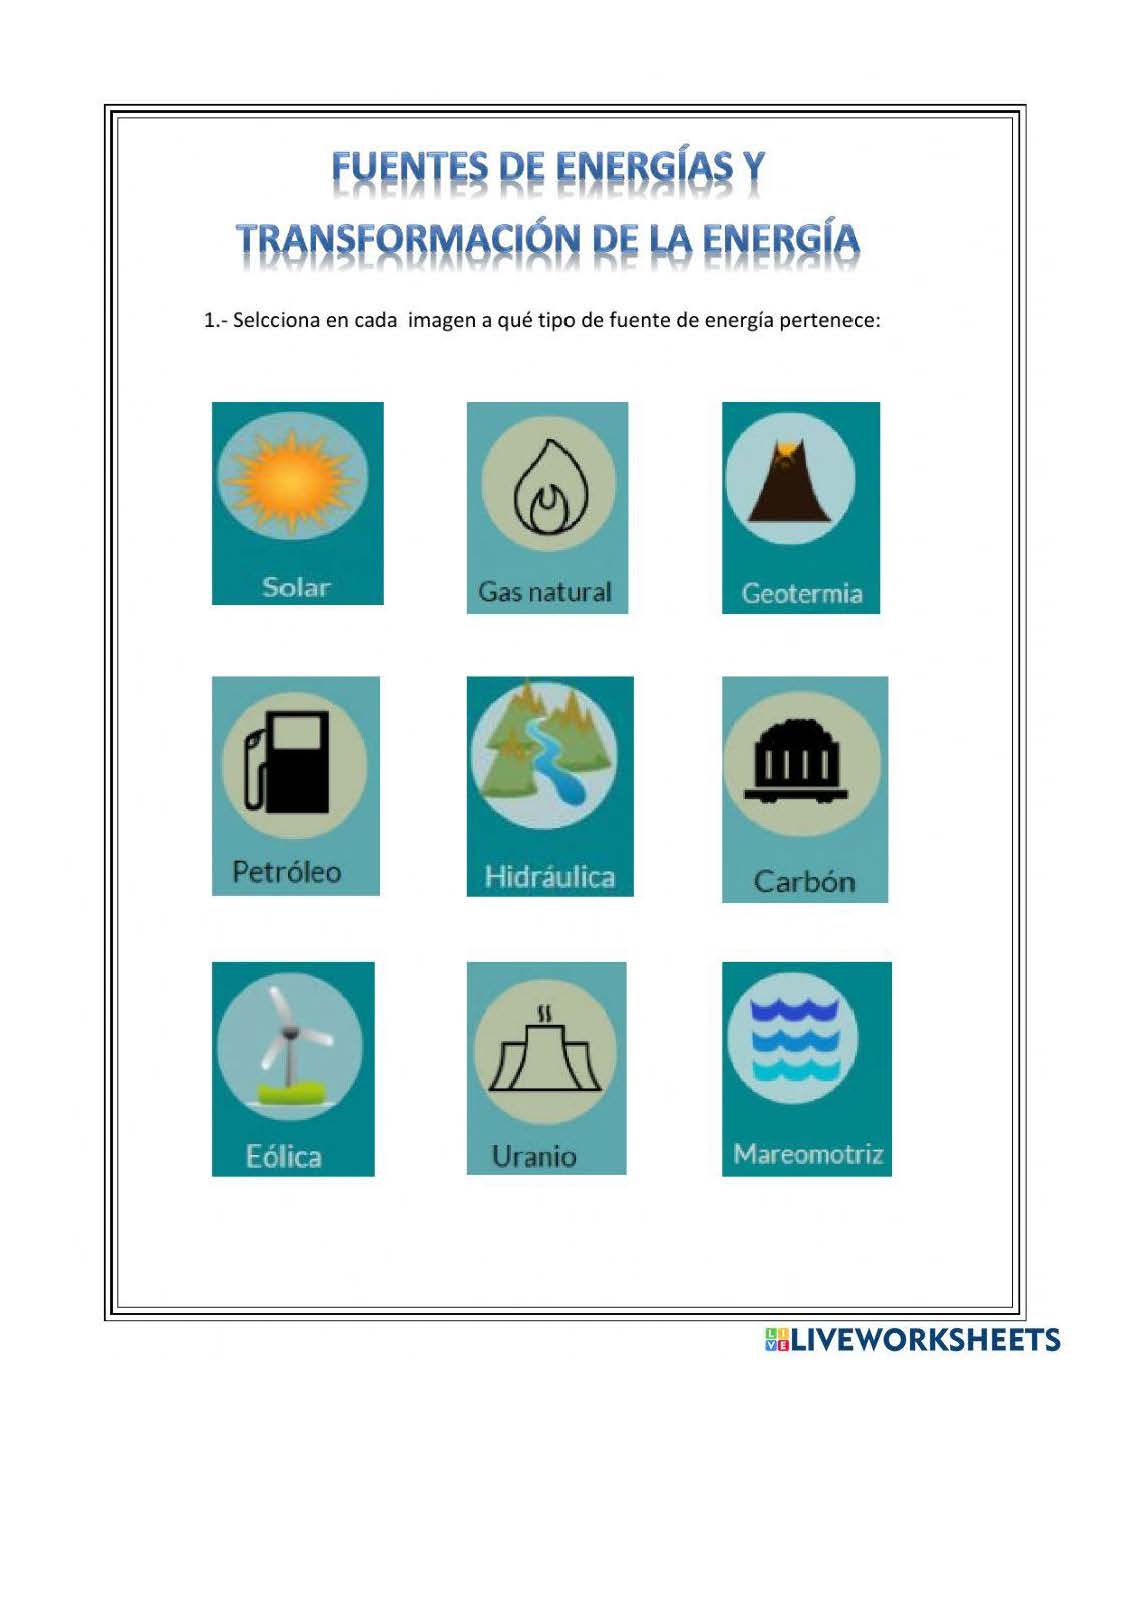 FUENTES DE ENERGÍAS Y
TRANSFORMACIÓN DE LA ENERGÍA
1.- Selcciona en cada imagen a qué tipo de fuente de energía pertenece:
Solar
Gas natural
Geotermia
Petróleo
Hidráulica
Carbón
Eólica
Uranio
Mareomotriz
LIVE LIVEWORKSHEETS